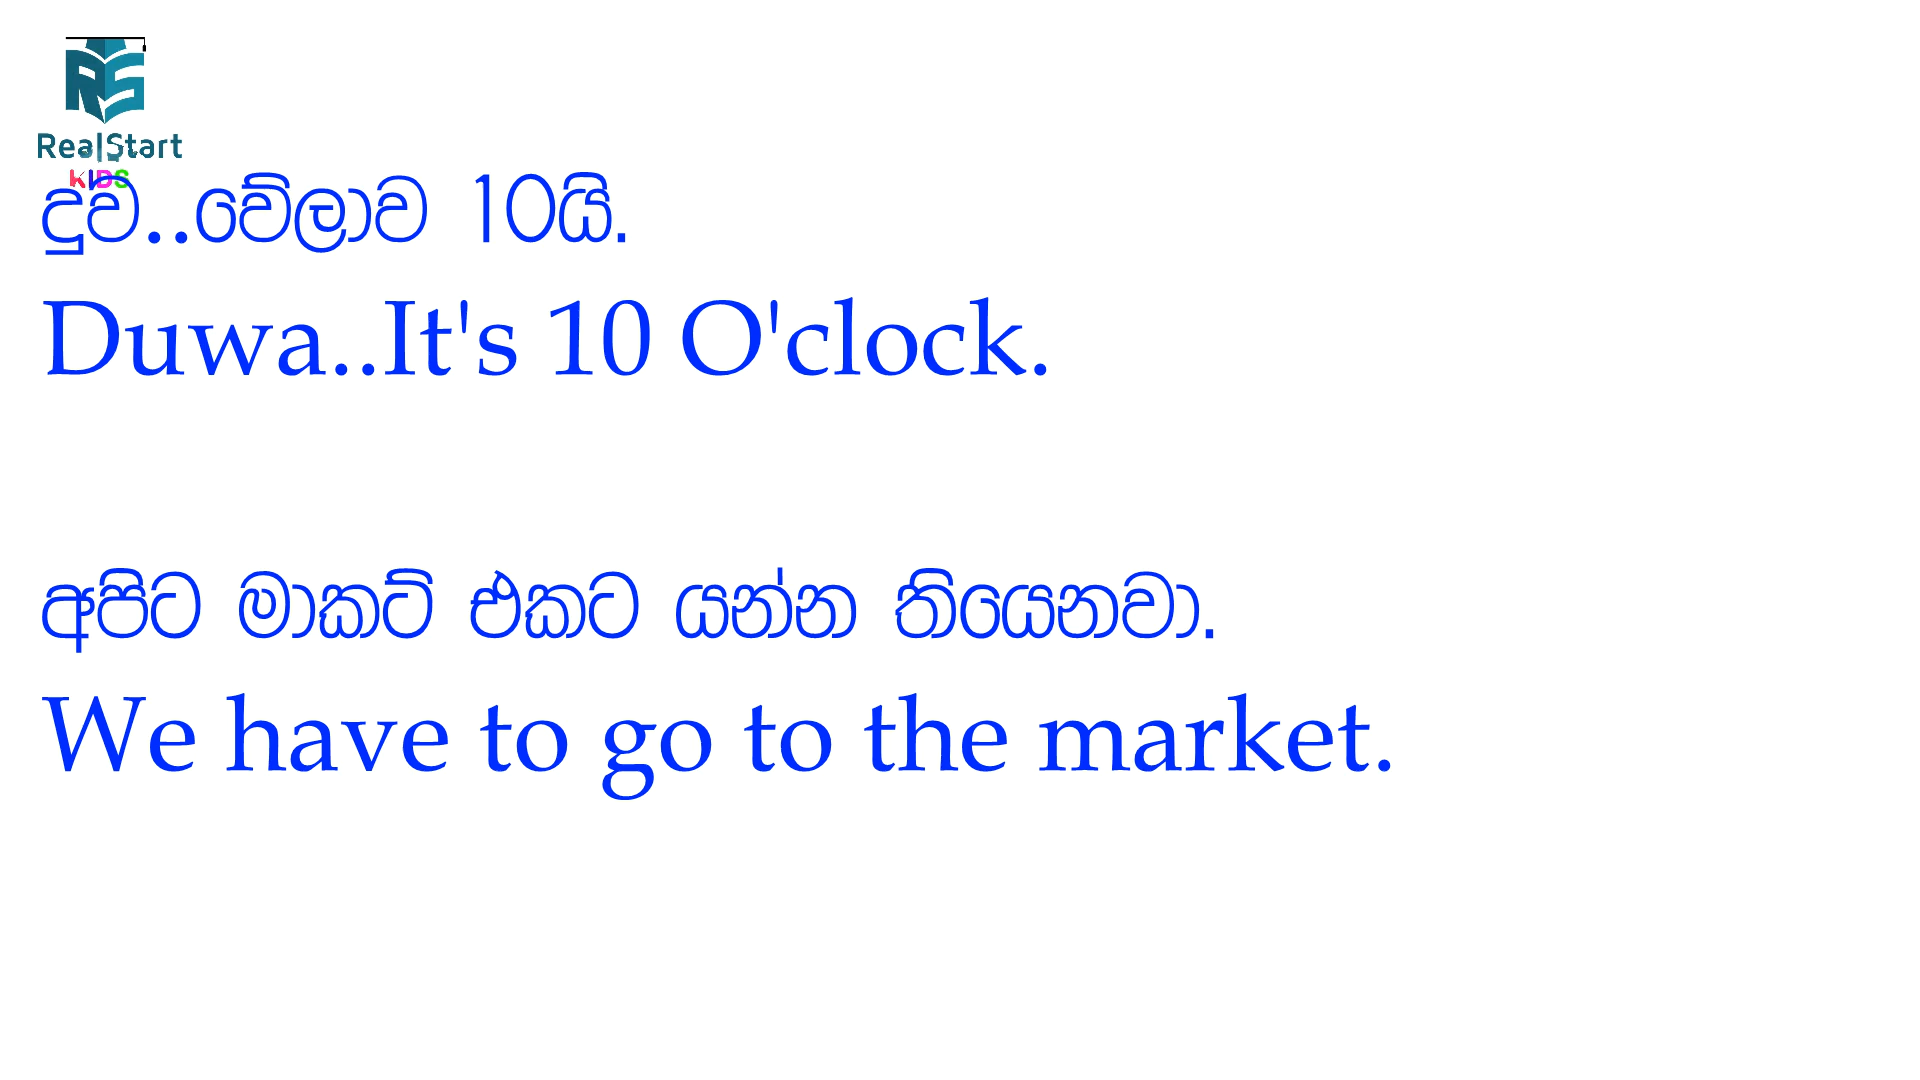 RealStart
KIDS
දුව..වේලාව 10යි.
Duwa..It's 10 O'clock.
අපිට මාකට් එකට යන්න තියෙනවා.
We have to go to the market.